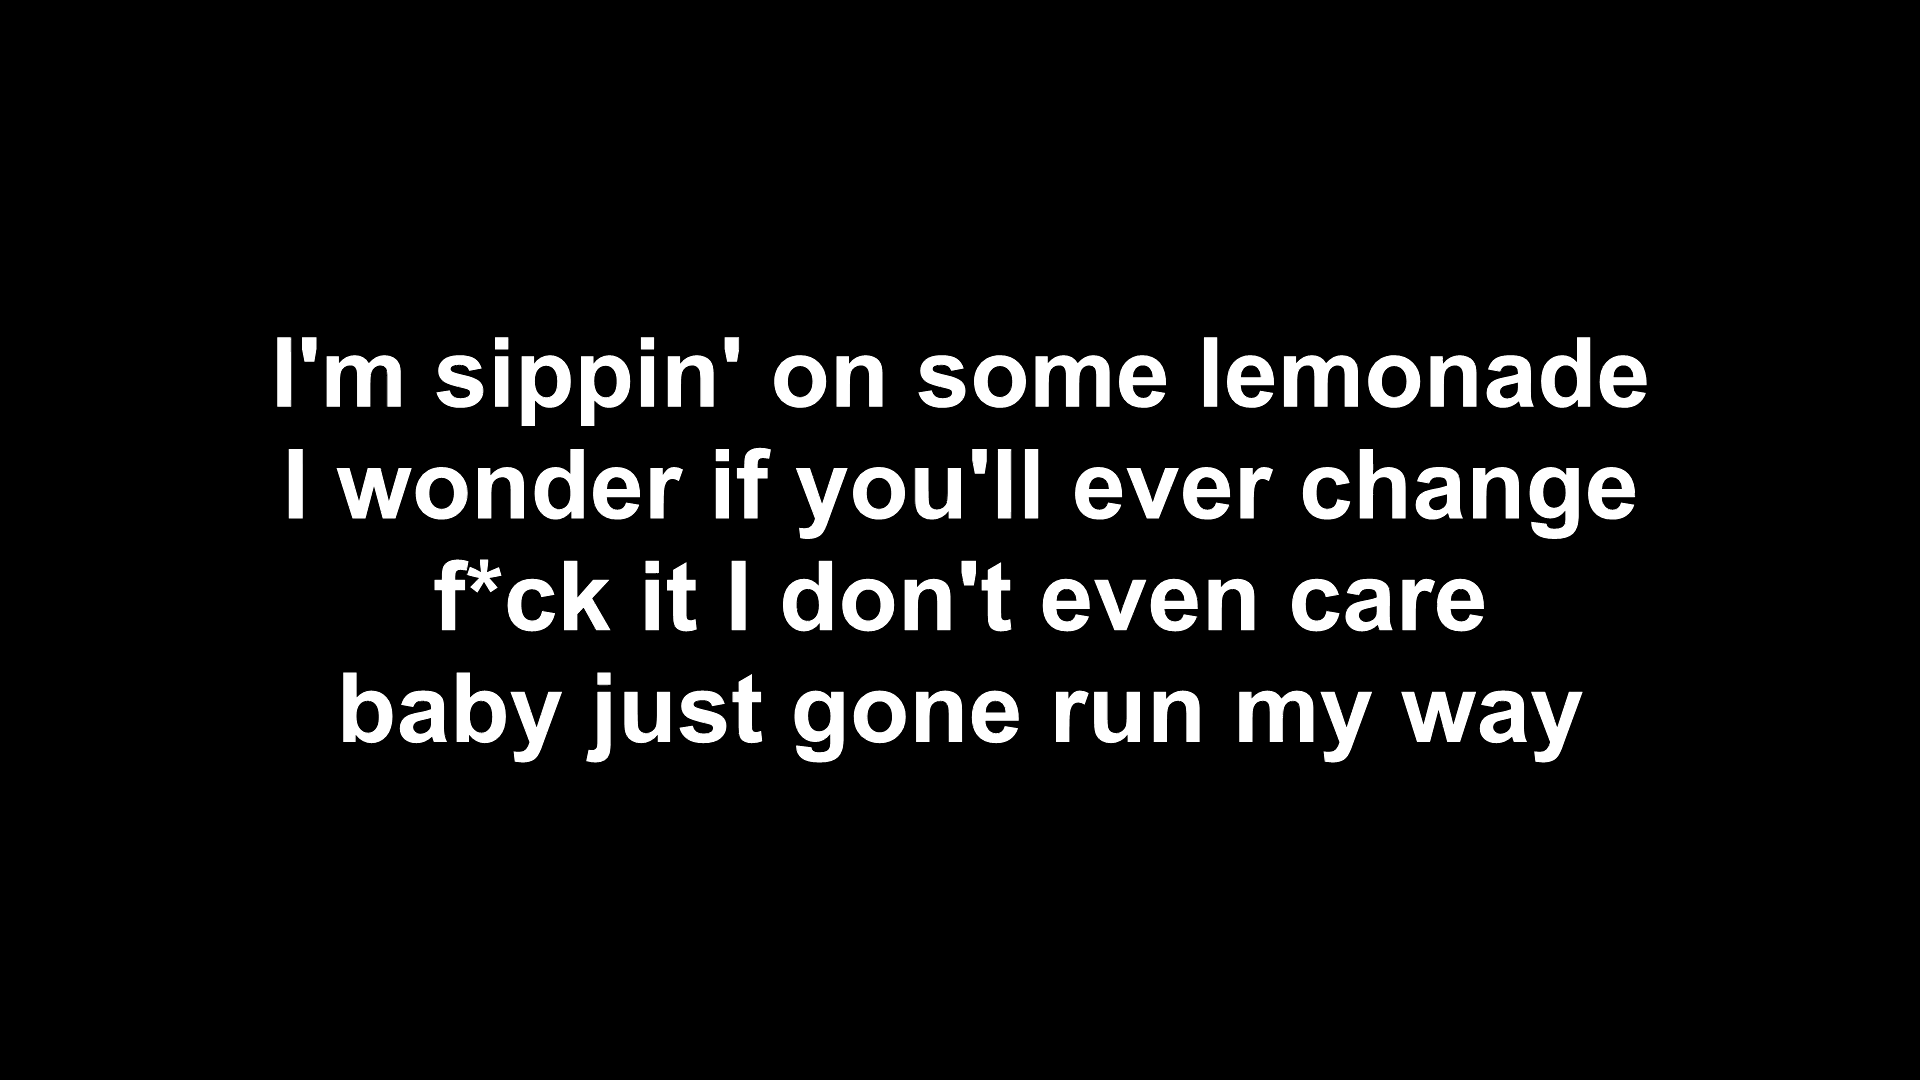 I'm sippin' on some lemonade
I wonder if you'll ever change
f*ck it I don't even care
baby just gone run my way